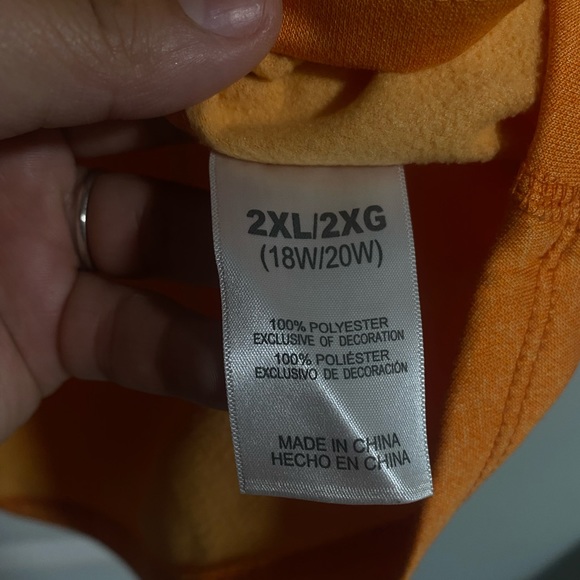 2XL/2XG
(18W/20W)
100% POLYESTER
EXCLUSIVE OF DECORATION
100% POLIÉSTER
EXCLUSIVO DE DECORACIÓN
MADE IN CHINA
HECHO EN CHINA